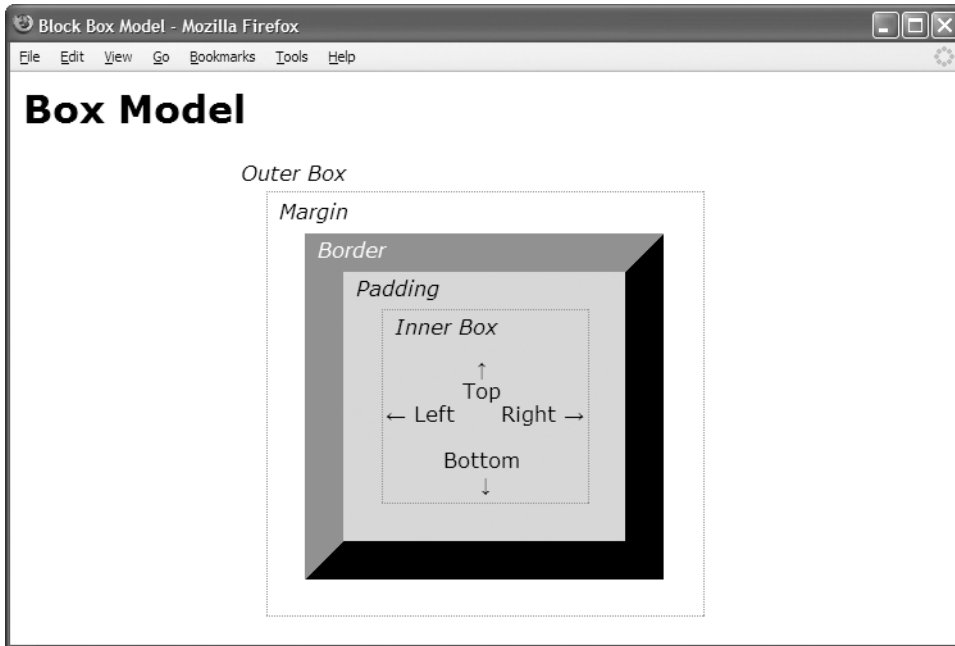 Block Box Model - Mozilla Firefox
File Edit View Go Bookmarks Tools Help
Box Model
Outer Box
Margin
Border
Padding
Inner Box
↑
Top
← Left Right →
Bottom
↓